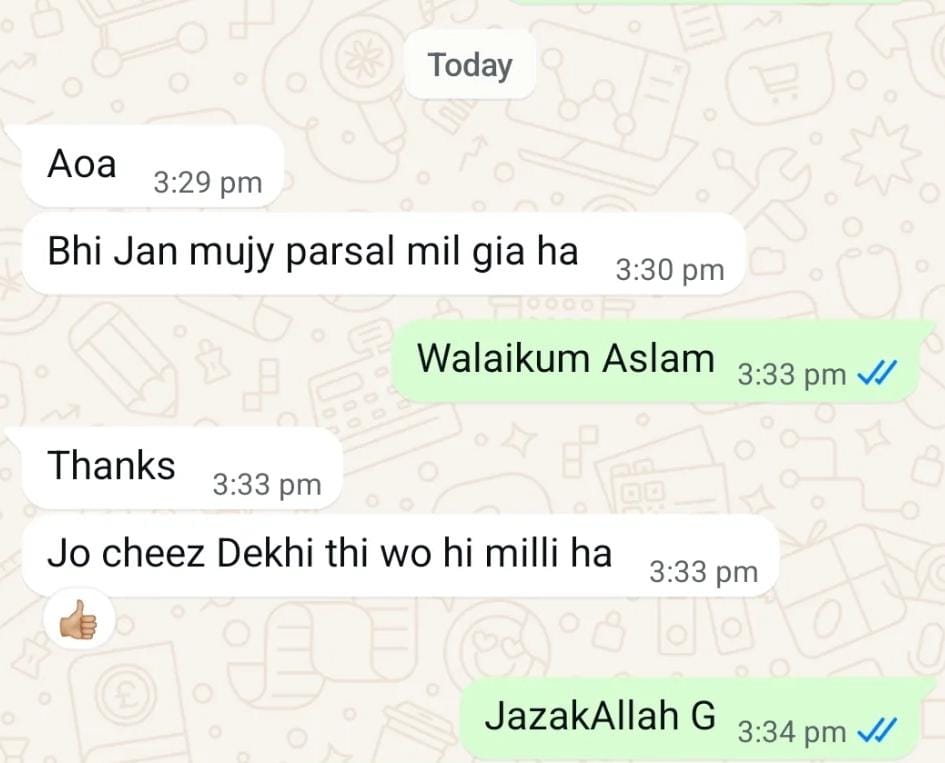 Today
Aoa
3:29 pm
Bhi Jan mujy parsal mil gia ha
3:30 pm
Walaikum Aslam
3:33 pm
Thanks
3:33 pm
Jo cheez Dekhi thi wo hi milli ha
3:33 pm
JazakAllah G
3:34 pm